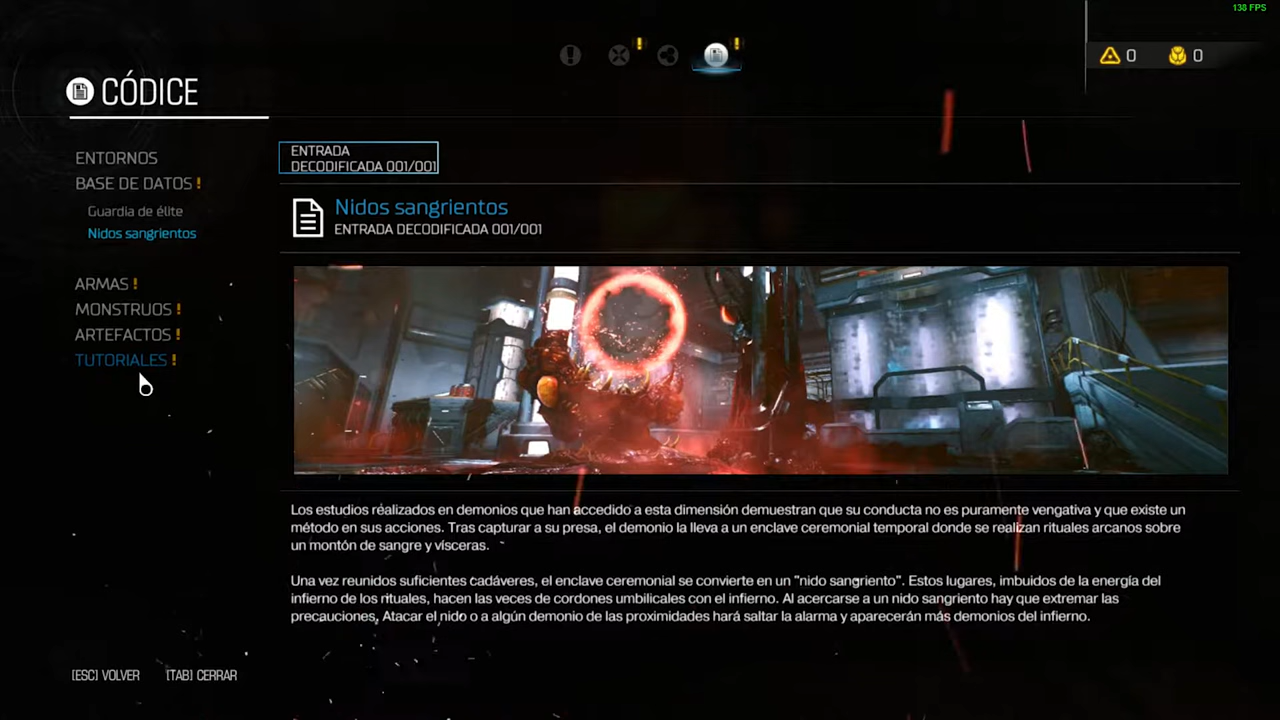 138 FPS
! !
0 0
CÓDICE
ENTORNOS
BASE DE DATOS !
Guardia de élite
Nidos sangrientos
ARMAS !
MONSTRUOS !
ARTEFACTOS !
TUTORIALES !
ENTRADA
DECODIFICADA 001/001
Nidos sangrientos
ENTRADA DECODIFICADA 001/001
Los estudios realizados en demonios que han accedido a esta dimensión demuestran que su conducta no es puramente vengativa y que existe un
método en sus acciones. Tras capturar a su presa, el demonio la lleva a un enclave ceremonial temporal donde se realizan rituales arcanos sobre
un montón de sangre y vísceras.
Una vez reunidos suficientes cadáveres, el enclave ceremonial se convierte en un "nido sangriento". Estos lugares, imbuidos de la energía del
infierno de los rituales, hacen las veces de cordones umbilicales con el infierno. Al acercarse a un nido sangriento hay que extremar las
precauciones. Atacar el nido o a algún demonio de las proximidades hará saltar la alarma y aparecerán más demonios del infierno.
[ESC] VOLVER [TAB] CERRAR